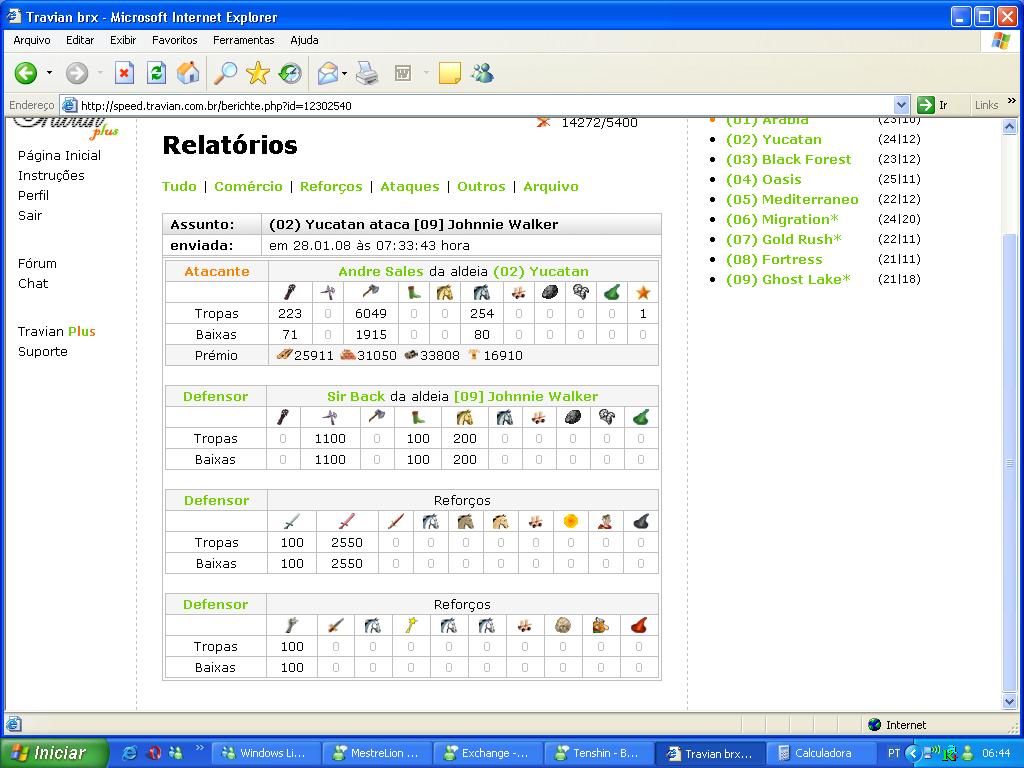 Travian brx - Microsoft Internet Explorer
Arquivo Editar Exibir Favoritos Ferramentas Ajuda
Endereço http://speed.travian.com.br/berichte.php?id=12302540 Ir Links »
Travian plus
Página Inicial
Instruções
Perfil
Sair
Fórum
Chat
Travian Plus
Suporte
14272/5400
Relatórios
Tudo | Comércio | Reforços | Ataques | Outros | Arquivo
Assunto: (02) Yucatan ataca [09] Johnnie Walker
enviada: em 28.01.08 às 07:33:43 hora
Atacante Andre Sales da aldeia (02) Yucatan
Tropas 223 0 6049 0 0 254 0 0 0 0 1
Baixas 71 0 1915 0 0 80 0 0 0 0 0
Prémio 25911 31050 33808 16910
Defensor Sir Back da aldeia [09] Johnnie Walker
Tropas 0 1100 0 100 200 0 0 0 0 0
Baixas 0 1100 0 100 200 0 0 0 0 0
Defensor Reforços
Tropas 100 2550 0 0 0 0 0 0 0 0
Baixas 100 2550 0 0 0 0 0 0 0 0
Defensor Reforços
Tropas 100 0 0 0 0 0 0 0 0 0
Baixas 100 0 0 0 0 0 0 0 0 0
(01) Arabia (23|10)
(02) Yucatan (24|12)
(03) Black Forest (23|12)
(04) Oasis (25|11)
(05) Mediterraneo (22|12)
(06) Migration* (24|20)
(07) Gold Rush* (22|11)
(08) Fortress (21|11)
(09) Ghost Lake* (21|18)
Internet
Iniciar » Windows Li... MestreLion ... Exchange -... Tenshin - B... Travian brx... Calculadora PT 06:44